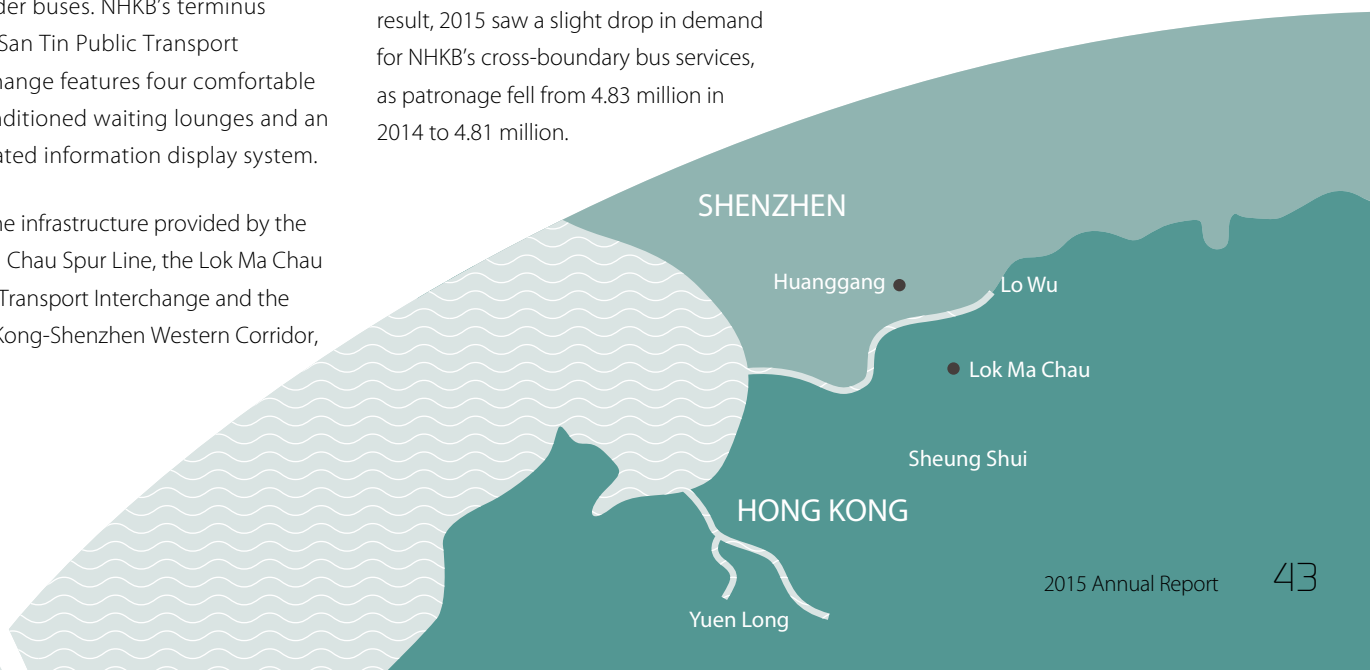 der buses. NHKB's terminus
San Tin Public Transport
hange features four comfortable
nditioned waiting lounges and an
ated information display system.
ne infrastructure provided by the
Chau Spur Line, the Lok Ma Chau
Transport Interchange and the
Kong-Shenzhen Western Corridor,
result, 2015 saw a slight drop in demand
for NHKB's cross-boundary bus services,
as patronage fell from 4.83 million in
2014 to 4.81 million.
SHENZHEN
Huanggang
Lo Wu
Lok Ma Chau
Sheung Shui
HONG KONG
Yuen Long
2015 Annual Report 43